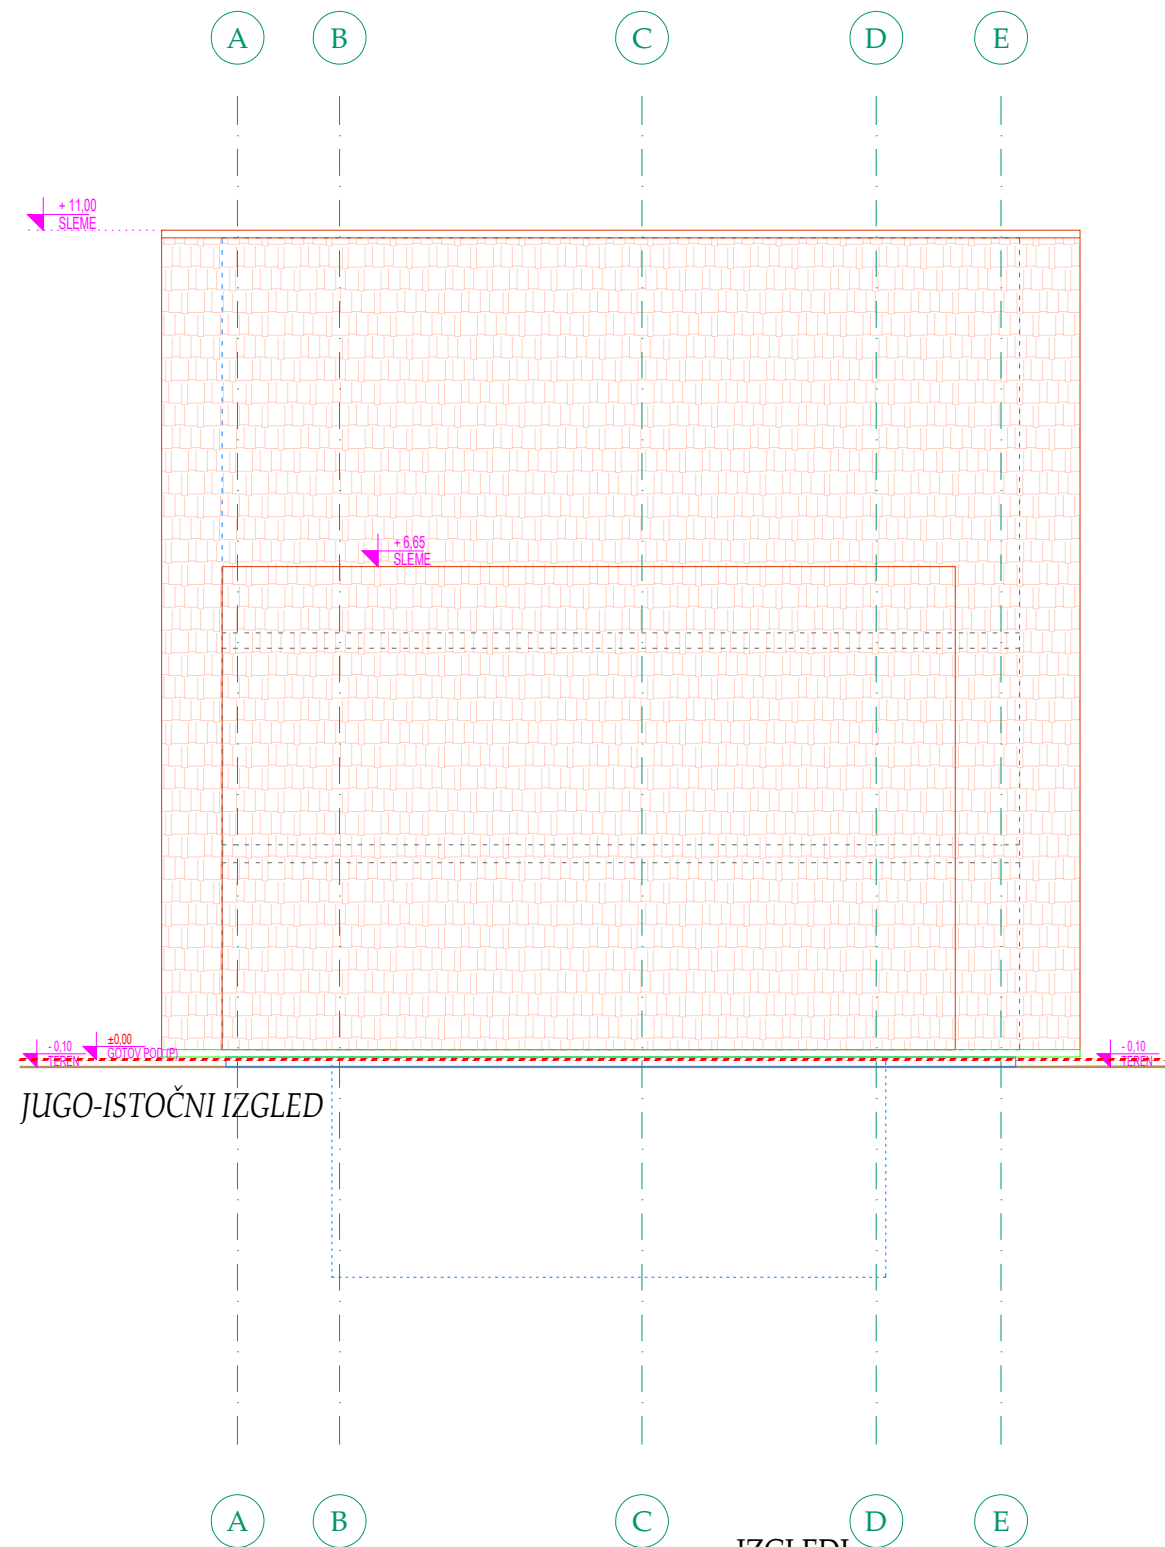 A B C D E
+ 11,00
SLEME
+ 6,65
SLEME
- 0,10
TEREN
±0,00
GOTOV POD (P)
- 0,10
TEREN
JUGO-ISTOČNI IZGLED
A B C D E
IZGLEDI